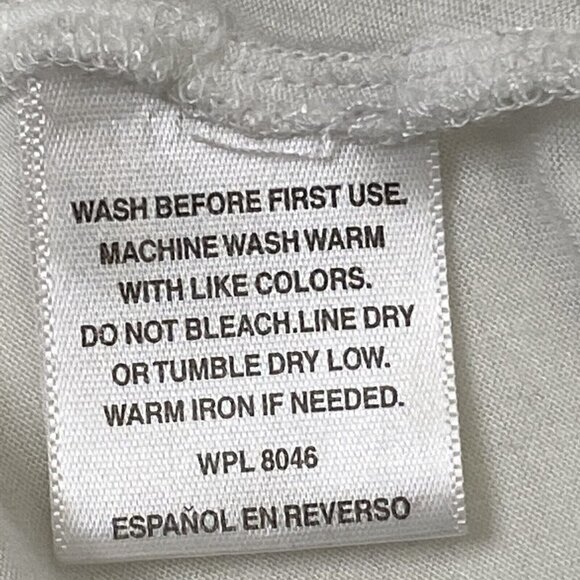 WASH BEFORE FIRST USE.
MACHINE WASH WARM
WITH LIKE COLORS.
DO NOT BLEACH.LINE DRY
OR TUMBLE DRY LOW.
WARM IRON IF NEEDED.
WPL 8046
ESPAÑOL EN REVERSO